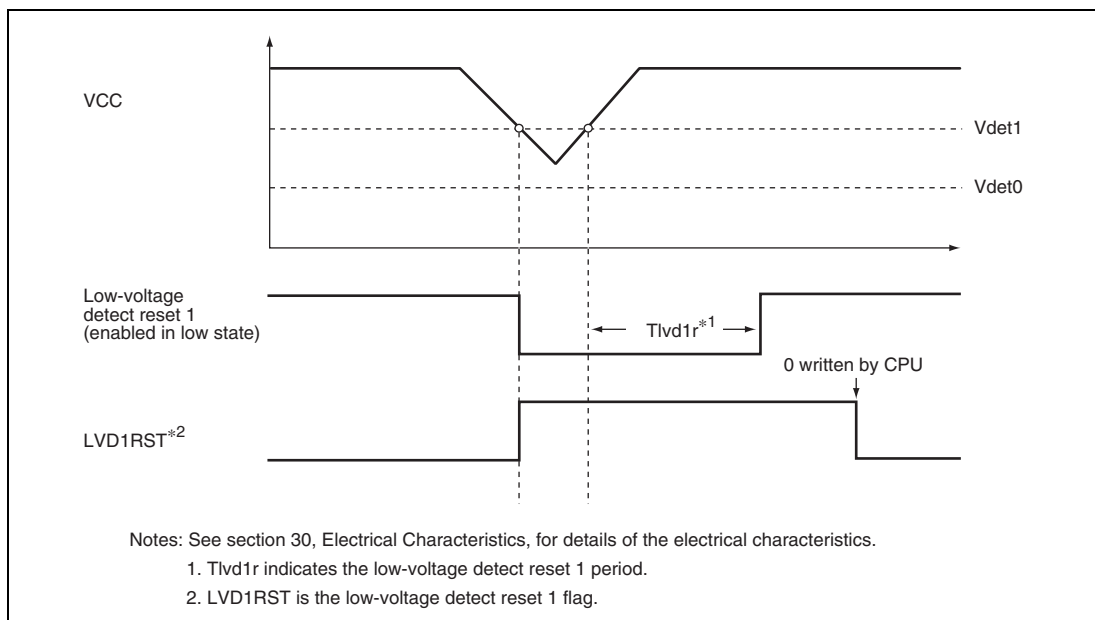 VCC
Vdet1
Vdet0
Low-voltage
detect reset 1
(enabled in low state)
Tlvd1r*1
0 written by CPU
LVD1RST*2
Notes: See section 30, Electrical Characteristics, for details of the electrical characteristics.
1. Tlvd1r indicates the low-voltage detect reset 1 period.
2. LVD1RST is the low-voltage detect reset 1 flag.